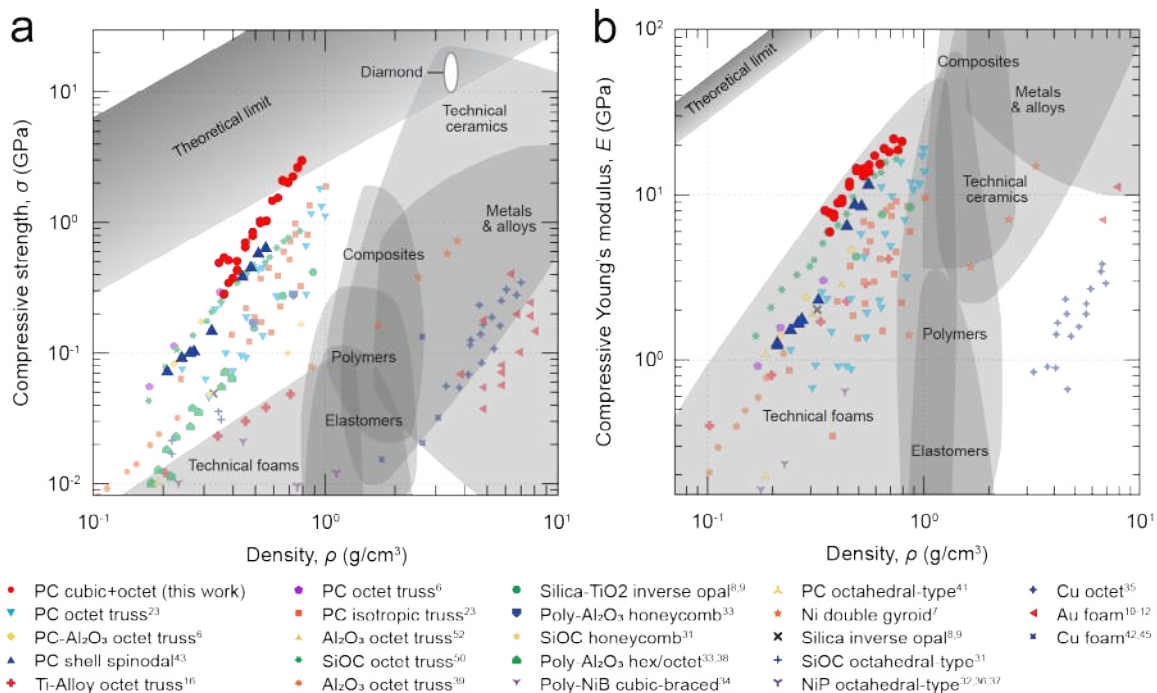 a
Compressive strength, σ (GPa)
10¹
10⁰
10⁻¹
10⁻²
10⁻¹
10⁰
10¹
Density, ρ (g/cm³)
Theoretical limit
Diamond
Technical
ceramics
Metals
& alloys
Composites
Polymers
Elastomers
Technical foams
b
Compressive Young's modulus, E (GPa)
10²
10¹
10⁰
10⁻¹
10⁰
10¹
Density, ρ (g/cm³)
Theoretical limit
Composites
Metals
& alloys
Technical
ceramics
Polymers
Technical foams
Elastomers
PC cubic+octet (this work)
PC octet truss²³
PC-Al₂O₃ octet truss⁶
PC shell spinodal⁴³
Ti-Alloy octet truss¹⁶
PC octet truss⁶
PC isotropic truss²³
Al₂O₃ octet truss⁵²
SiOC octet truss⁵⁰
Al₂O₃ octet truss³⁹
Silica-TiO2 inverse opal⁸,⁹
Poly-Al₂O₃ honeycomb³³
SiOC honeycomb³¹
Poly-Al₂O₃ hex/octet³³,³⁸
Poly-NiB cubic-braced³⁴
PC octahedral-type⁴¹
Ni double gyroid⁷
Silica inverse opal⁸,⁹
SiOC octahedral-type³¹
NiP octahedral-type³²,³⁶,³⁷
Cu octet³⁵
Au foam¹⁰⁻¹²
Cu foam⁴²,⁴⁵